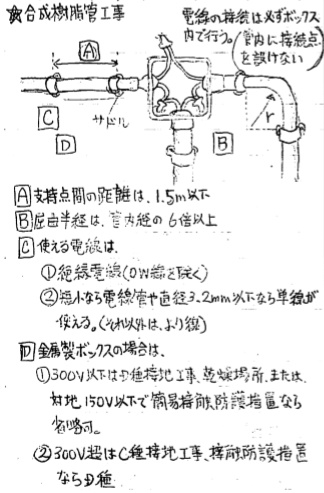 ☆合成樹脂管工事
電線の接続は必ずボックス
内で行う。(管内に接続点
を設けない)
A
サドル
C
D
B
r
A 支持点間の距離は、1.5m以下
B 屈曲半径は、管内径の6倍以上
C 使える電線は
①絶縁電線(OW線を除く)
②短小なら電線管や直径3.2mm以下なら単線が
使える。(それ以外は、より線)
D 金属製ボックスの場合は、
①300V以下はD種接地工事、乾燥場所、または
対地150V以下で簡易接触防護措置なら
省略可。
②300V超はC種接地工事、接触防護措置
ならD種